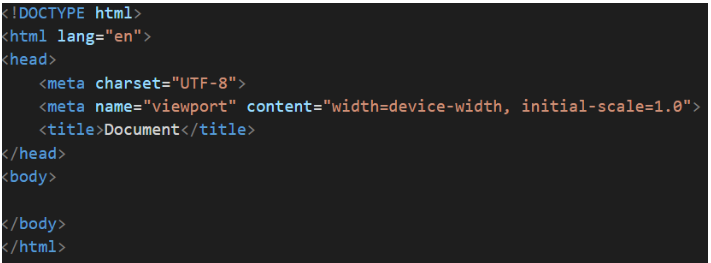 <!DOCTYPE html>
<html lang="en">
<head>
    <meta charset="UTF-8">
    <meta name="viewport" content="width=device-width, initial-scale=1.0">
    <title>Document</title>
</head>
<body>

</body>
</html>